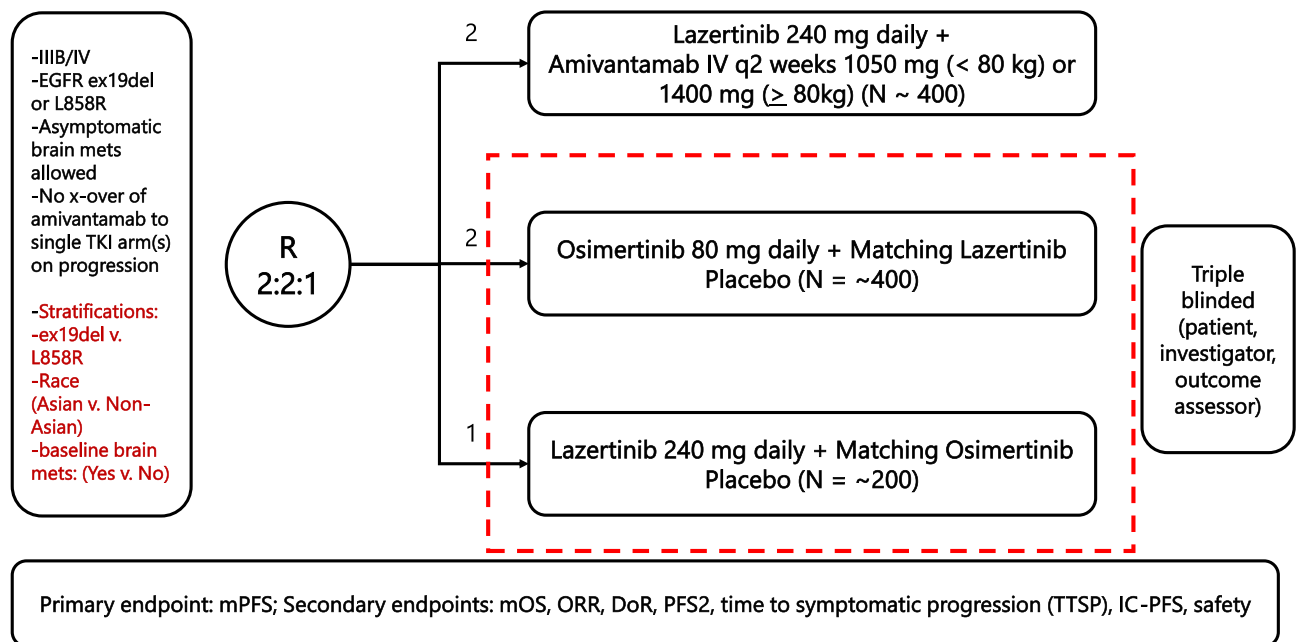 -IIIB/IV
-EGFR ex19del
or L858R
-Asymptomatic
brain mets
allowed
-No x-over of
amivantamab to
single TKI arm(s)
on progression
-Stratifications:
-ex19del v.
L858R
-Race
(Asian v. Non-
Asian)
-baseline brain
mets: (Yes v. No)
R
2:2:1
2
Lazertinib 240 mg daily +
Amivantamab IV q2 weeks 1050 mg (< 80 kg) or
1400 mg (≥ 80kg) (N ~ 400)
2
Osimertinib 80 mg daily + Matching Lazertinib
Placebo (N = ~400)
1
Lazertinib 240 mg daily + Matching Osimertinib
Placebo (N = ~200)
Triple
blinded
(patient,
investigator,
outcome
assessor)
Primary endpoint: mPFS; Secondary endpoints: mOS, ORR, DoR, PFS2, time to symptomatic progression (TTSP), IC-PFS, safety